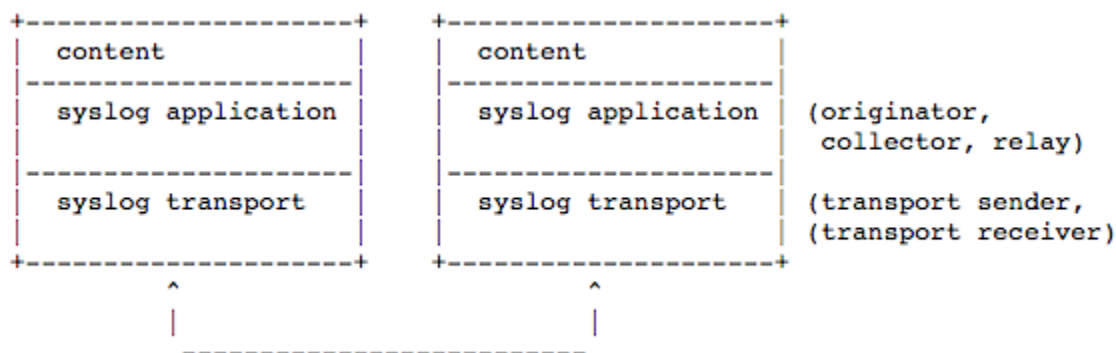 +---------------------+    +---------------------+
|  content            |    |  content            |
|---------------------|    |---------------------|
|  syslog application |    |  syslog application | (originator,
|                     |    |                     |  collector, relay)
|---------------------|    |---------------------|
|  syslog transport   |    |  syslog transport   | (transport sender,
|                     |    |                     | (transport receiver)
+---------------------+    +---------------------+
          ^                          ^
          |                          |
           --------------------------